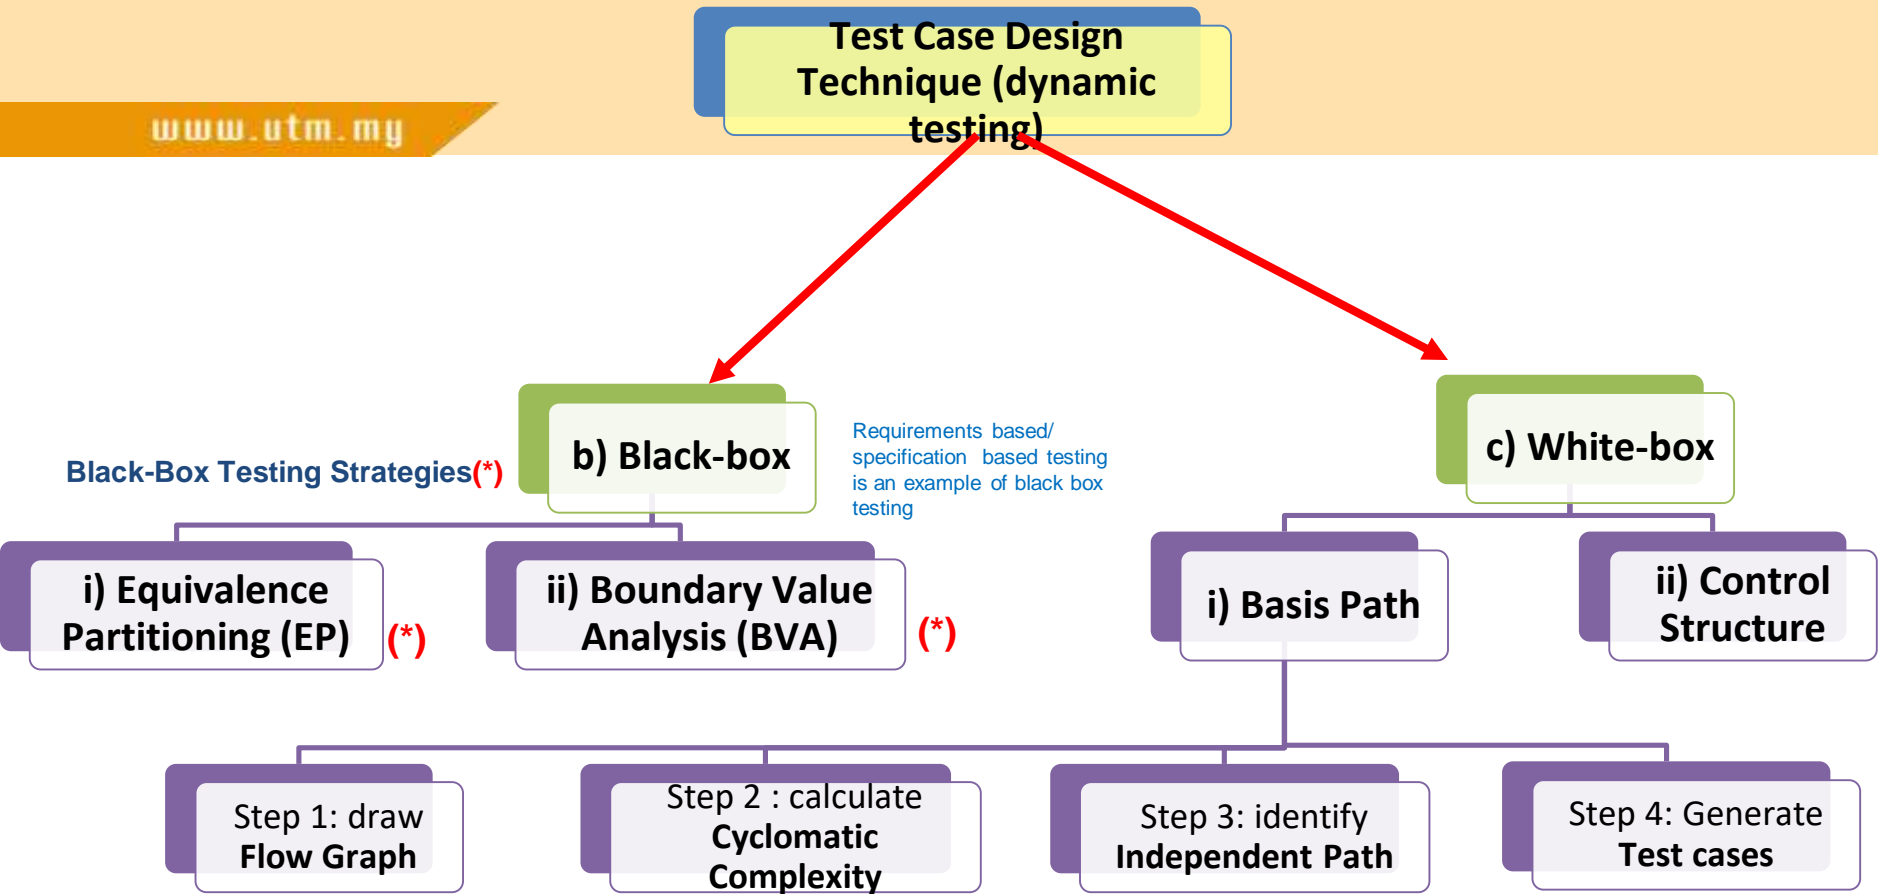 Test Case Design
Technique (dynamic
testing)
www.utm.my
b) Black-box
Requirements based/
specification based testing
is an example of black box
testing
c) White-box
Black-Box Testing Strategies(*)
i) Equivalence
Partitioning (EP)
(*)
ii) Boundary Value
Analysis (BVA)
(*)
i) Basis Path
ii) Control
Structure
Step 1: draw
Flow Graph
Step 2 : calculate
Cyclomatic
Complexity
Step 3: identify
Independent Path
Step 4: Generate
Test cases